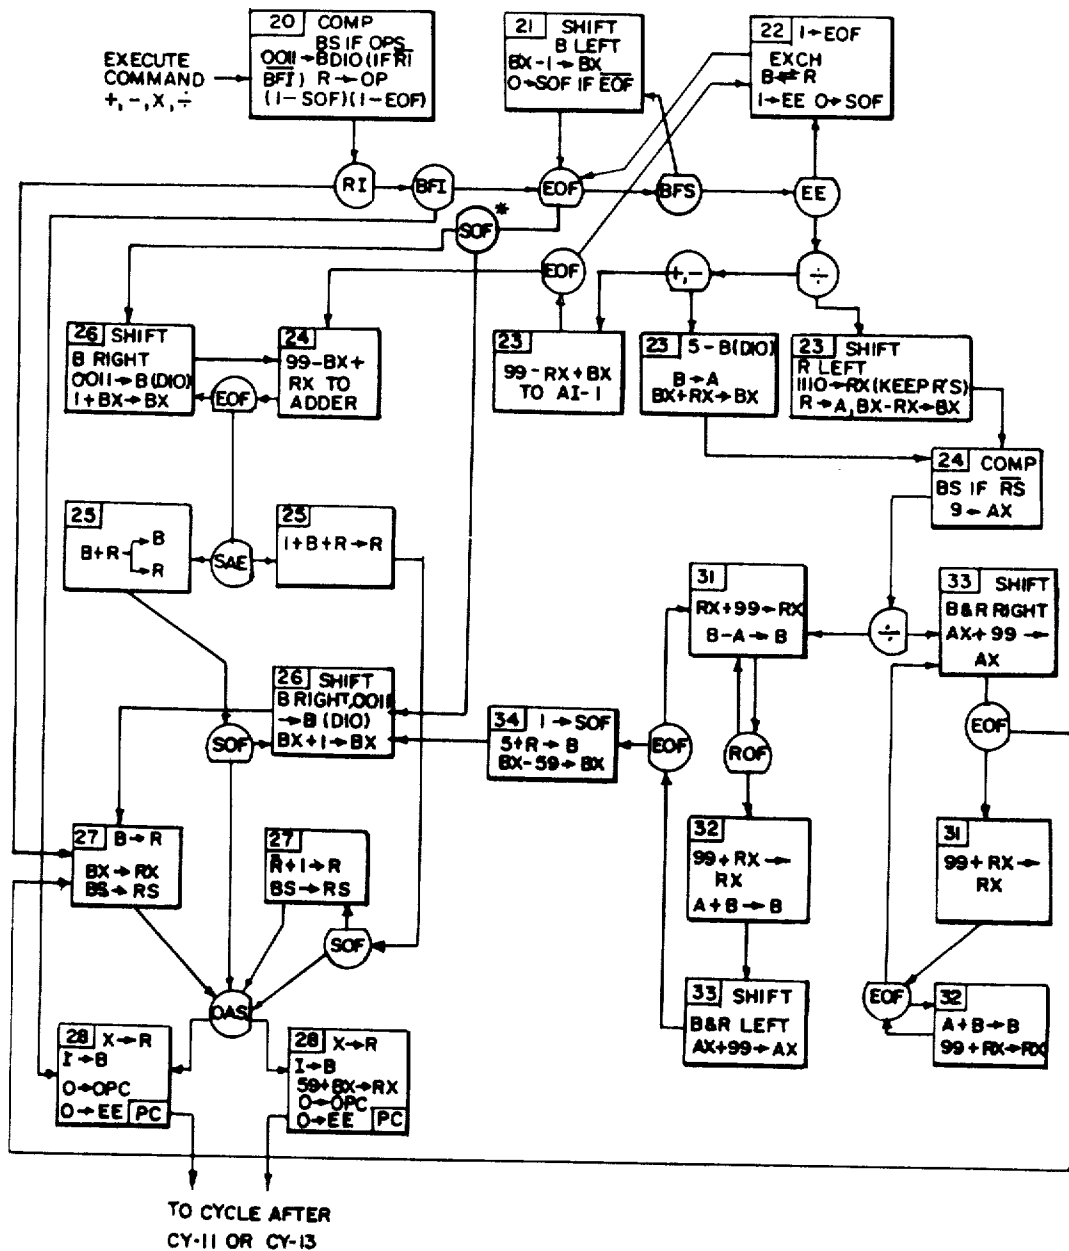 EXECUTE
COMMAND
+, -, X, ÷
20 COMP
BS IF OPS
0011→BDIO(IF R̅I̅
B̅F̅I̅) R→OP
(1-SOF)(1-EOF)
21 SHIFT
B LEFT
BX-1→BX
0→SOF IF E̅O̅F̅
22 1→EOF
EXCH
B⇌R
1→EE 0→SOF
RI
BFI
EOF
BFS
EE
SOF *
EOF
+,-
÷
26 SHIFT
B RIGHT
0011→B(DIO)
1+BX→BX
24
99-BX+
RX TO
ADDER
23
99-RX+BX
TO AI-1
23 5-B(DIO)
B→A
BX+RX→BX
23 SHIFT
R LEFT
1110→RX(KEEP R'S)
R→A, BX-RX→BX
EOF
24 COMP
BS IF R̅S̅
9→AX
25
B+R→B
→R
SAE
25
1+B+R→R
31
RX+99→RX
B-A→B
÷
33 SHIFT
B&R RIGHT
AX+99→
AX
26 SHIFT
B RIGHT, 0011
→B(DIO)
BX+1→BX
SOF
34 1→SOF
5+R→B
BX-59→BX
EOF
ROF
EOF
27 B→R
BX→RX
BS→RS
27
R̅+1→R
BS→RS
32
99+RX→
RX
A+B→B
31
99+RX→
RX
SOF
OAS
33 SHIFT
B&R LEFT
AX+99→AX
EOF
32
A+B→B
99+RX→RX
28 X→R
I→B
0→OPC
0→EE PC
28 X→R
I→B
59+BX→RX
0→OPC
0→EE PC
TO CYCLE AFTER
CY-11 OR CY-13